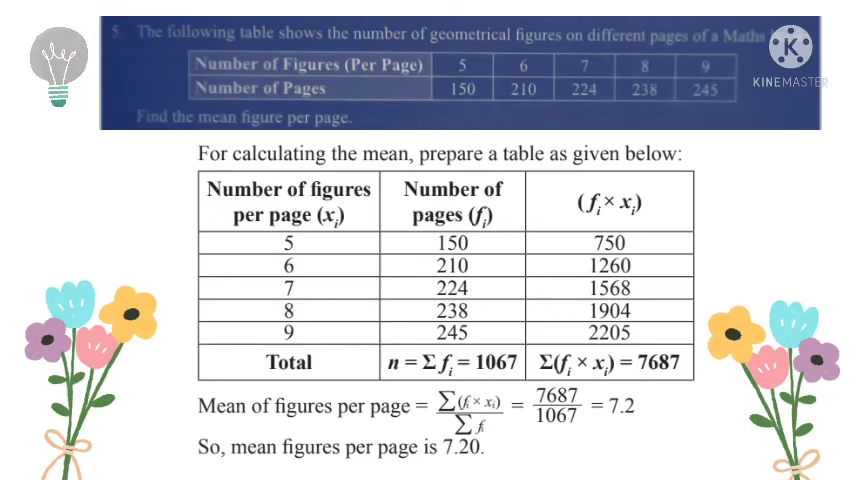 5. The following table shows the number of geometrical figures on different pages of a Maths
Number of Figures (Per Page) 5 6 7 8 9
Number of Pages 150 210 224 238 245
Find the mean figure per page.
KINEMASTER
For calculating the mean, prepare a table as given below:
Number of figures per page (xᵢ) Number of pages (fᵢ) (fᵢ × xᵢ)
5 150 750
6 210 1260
7 224 1568
8 238 1904
9 245 2205
Total n = Σ fᵢ = 1067 Σ(fᵢ × xᵢ) = 7687
Mean of figures per page = ∑(fᵢ × xᵢ) / ∑ fᵢ = 7687 / 1067 = 7.2
So, mean figures per page is 7.20.